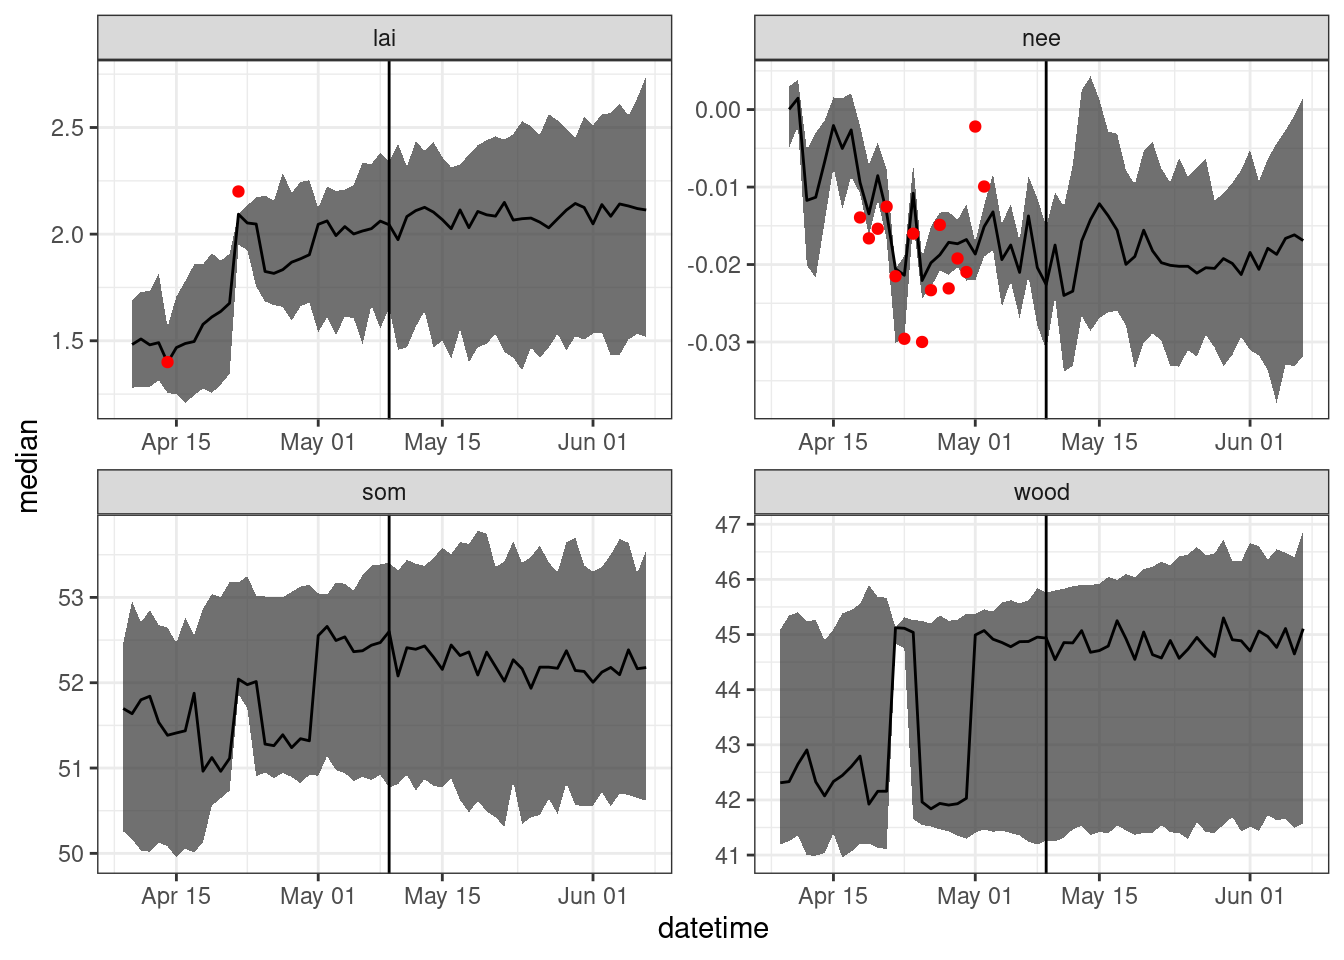 lai
nee
2.5
2.0
1.5
0.00
-0.01
-0.02
-0.03
Apr 15 May 01 May 15 Jun 01
Apr 15 May 01 May 15 Jun 01
median
som
wood
53
52
51
50
47
46
45
44
43
42
41
Apr 15 May 01 May 15 Jun 01
Apr 15 May 01 May 15 Jun 01
datetime